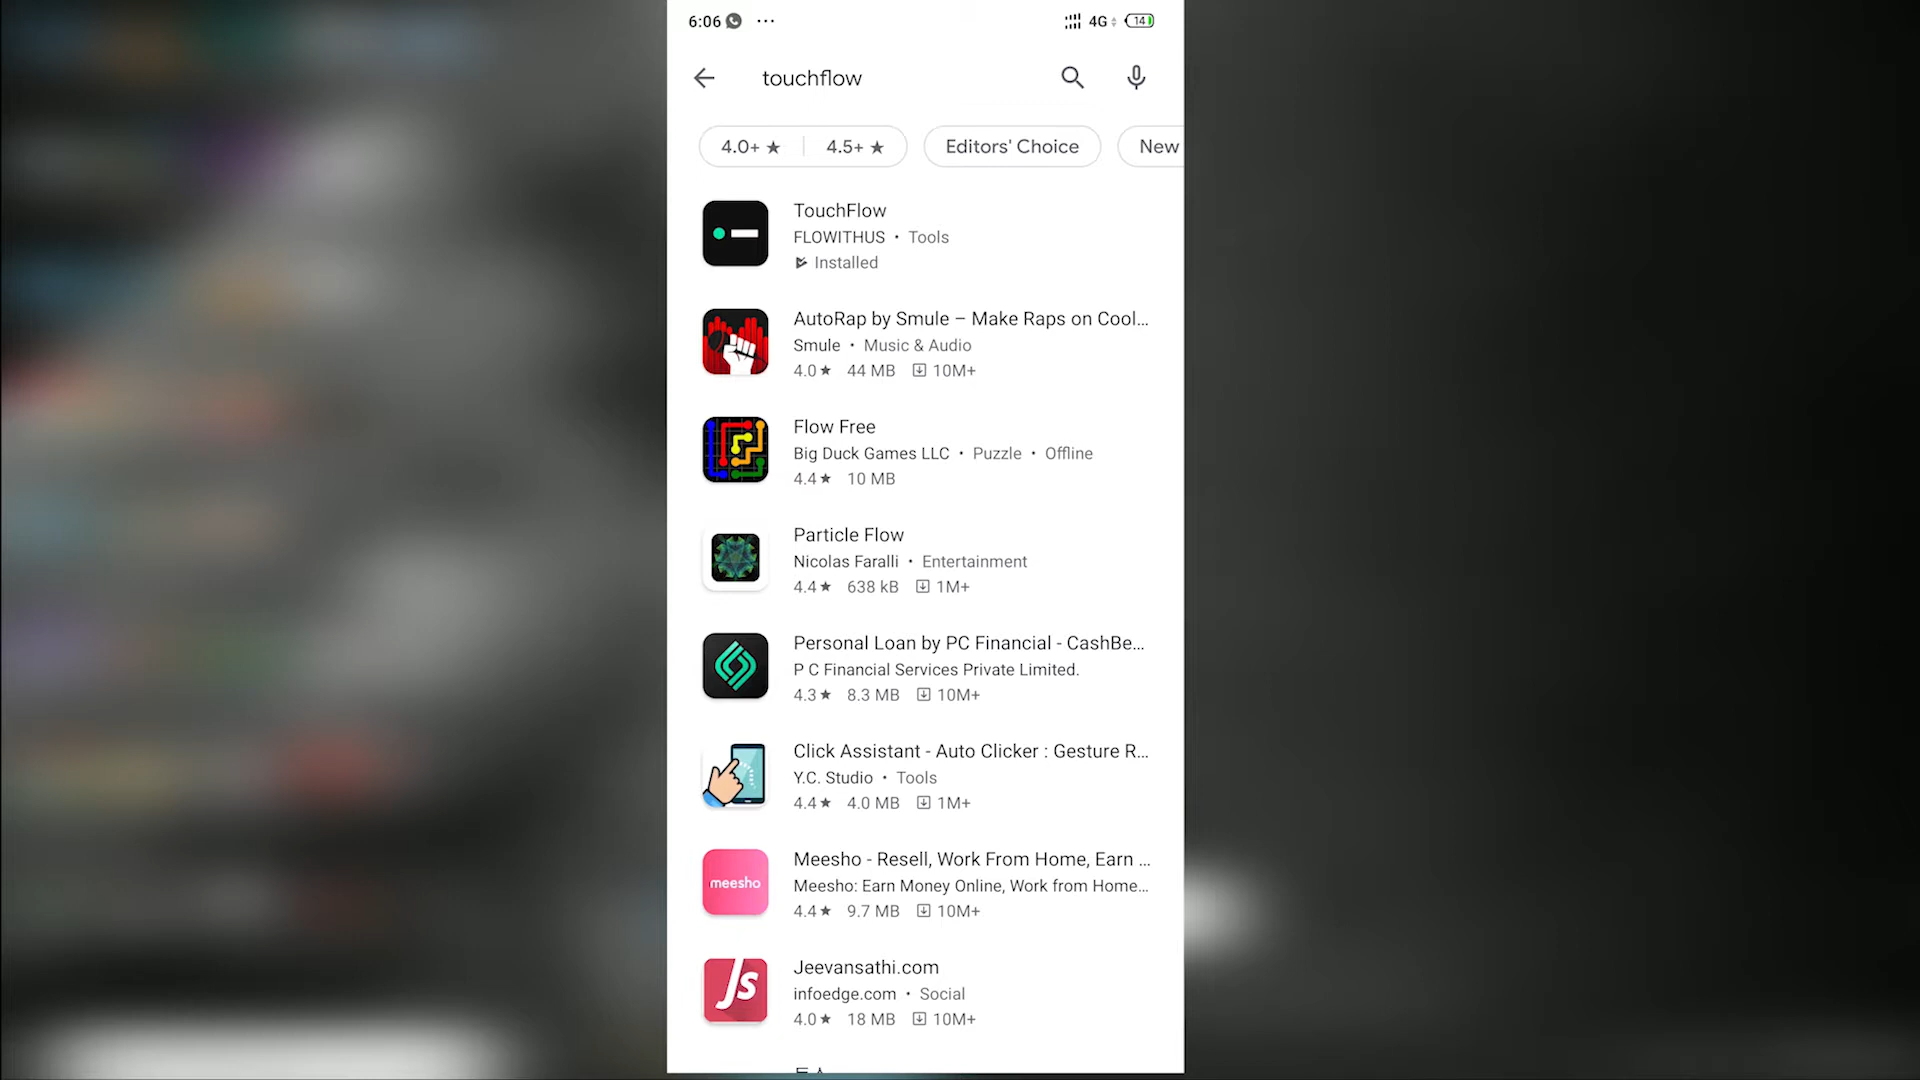 6:06 ... 4G 14
touchflow
4.0+ ★ 4.5+ ★ Editors' Choice New
TouchFlow
FLOWITHUS • Tools
Installed
AutoRap by Smule – Make Raps on Cool...
Smule • Music & Audio
4.0★ 44 MB 10M+
Flow Free
Big Duck Games LLC • Puzzle • Offline
4.4★ 10 MB
Particle Flow
Nicolas Faralli • Entertainment
4.4★ 638 kB 1M+
Personal Loan by PC Financial - CashBe...
P C Financial Services Private Limited.
4.3★ 8.3 MB 10M+
Click Assistant - Auto Clicker : Gesture R...
Y.C. Studio • Tools
4.4★ 4.0 MB 1M+
meesho
Meesho - Resell, Work From Home, Earn ...
Meesho: Earn Money Online, Work from Home...
4.4★ 9.7 MB 10M+
Js
Jeevansathi.com
infoedge.com • Social
4.0★ 18 MB 10M+